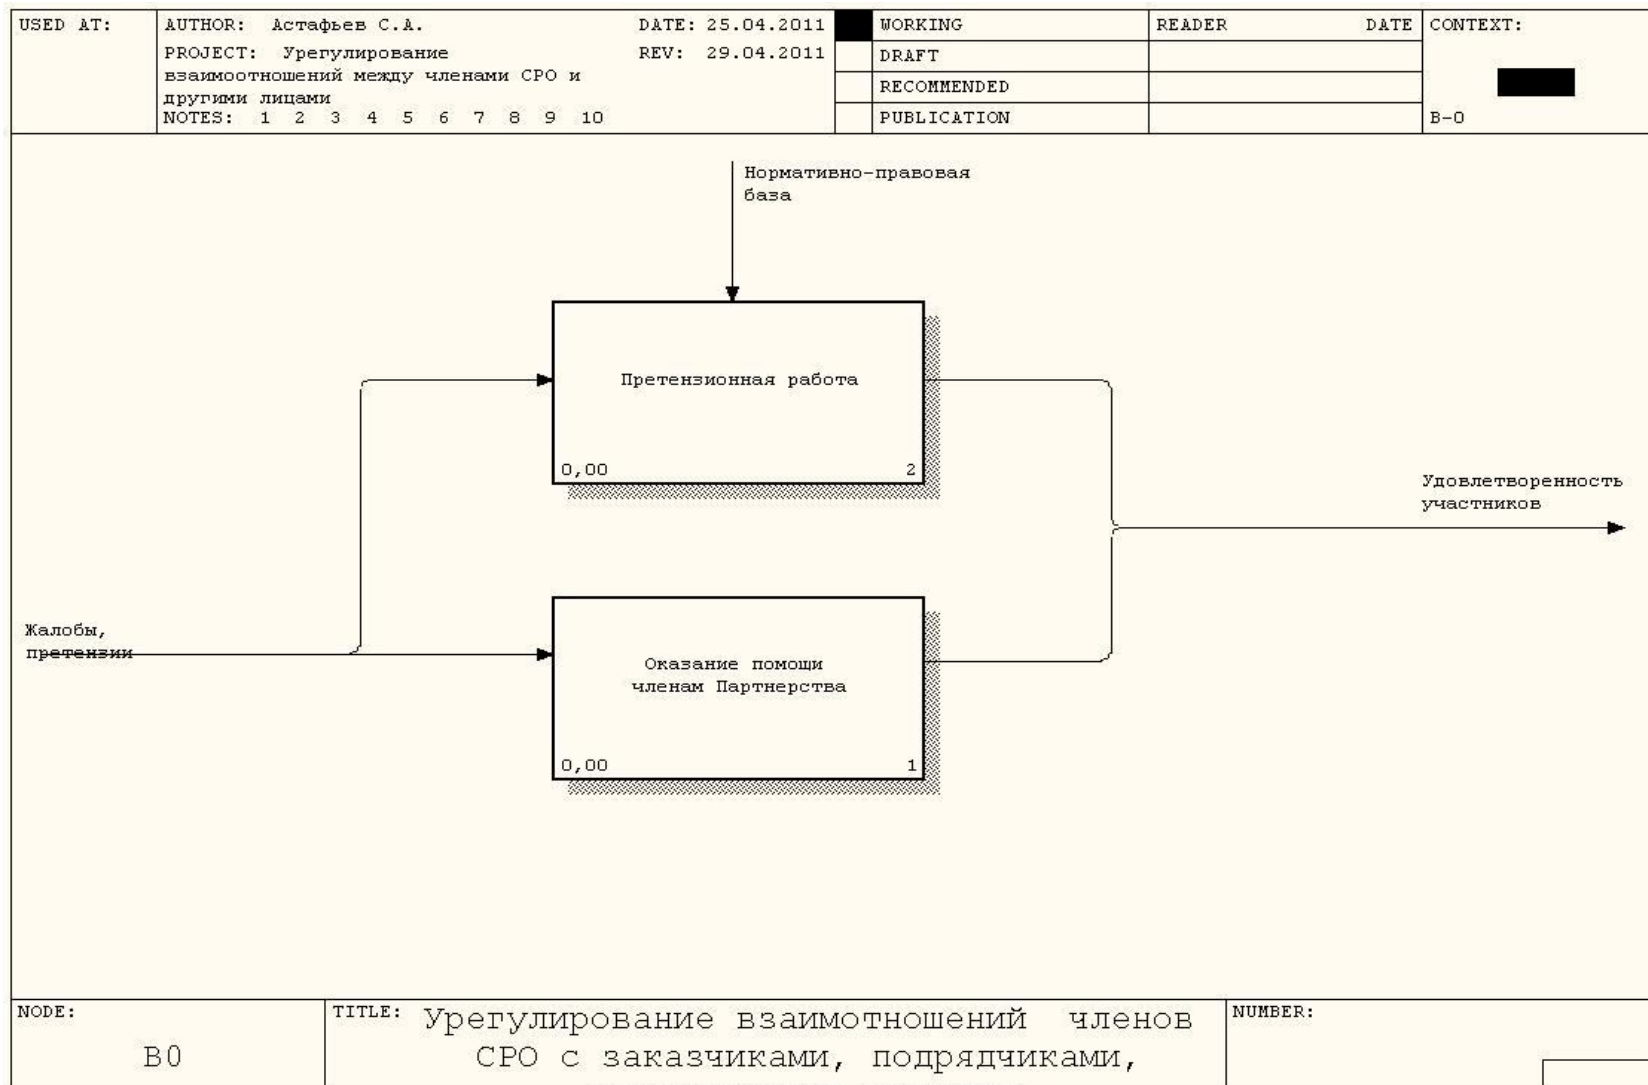 USED AT:
AUTHOR: Астафьев С.А.
DATE: 25.04.2011
PROJECT: Урегулирование
REV: 29.04.2011
взаимоотношений между членами СРО и
другими лицами
NOTES: 1 2 3 4 5 6 7 8 9 10
WORKING
DRAFT
RECOMMENDED
PUBLICATION
READER DATE
CONTEXT:
B-0
Нормативно-правовая
база
Претензионная работа
0,00 2
Удовлетворенность
участников
Жалобы,
претензии
Оказание помощи
членам Партнерства
0,00 1
NODE:
B0
TITLE: Урегулирование взаимотношений членов
СРО с заказчиками, подрядчиками,
NUMBER: